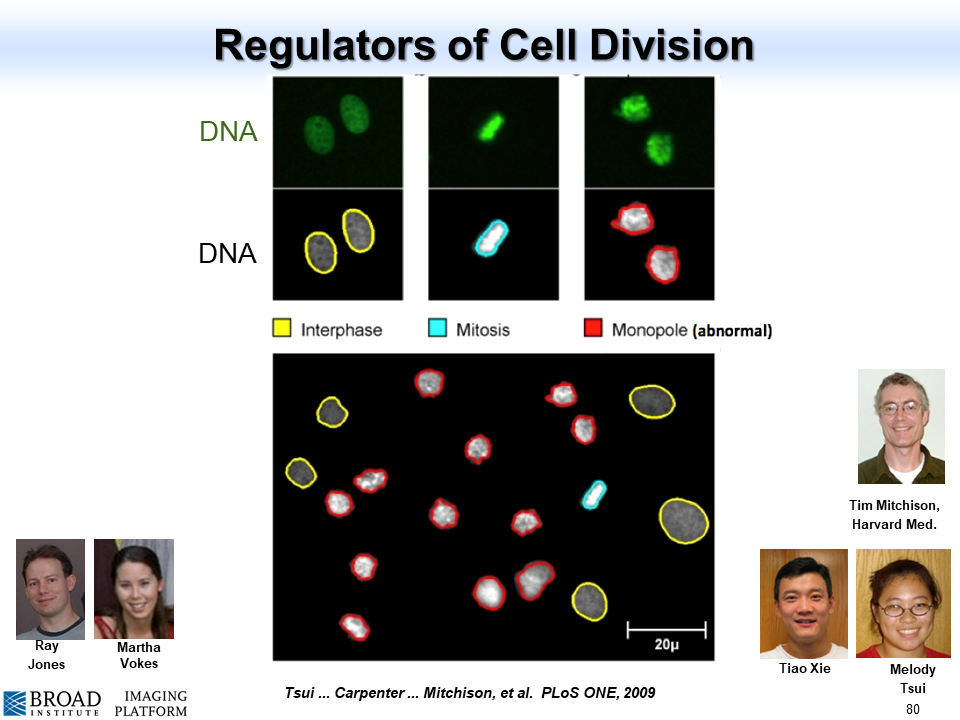 Regulators of Cell Division
DNA
DNA
Interphase
Mitosis
Monopole (abnormal)
20µ
Tim Mitchison,
Harvard Med.
Ray
Jones
Martha
Vokes
Tiao Xie
Melody
Tsui
BROAD
INSTITUTE
IMAGING
PLATFORM
Tsui ... Carpenter ... Mitchison, et al.  PLoS ONE, 2009
80